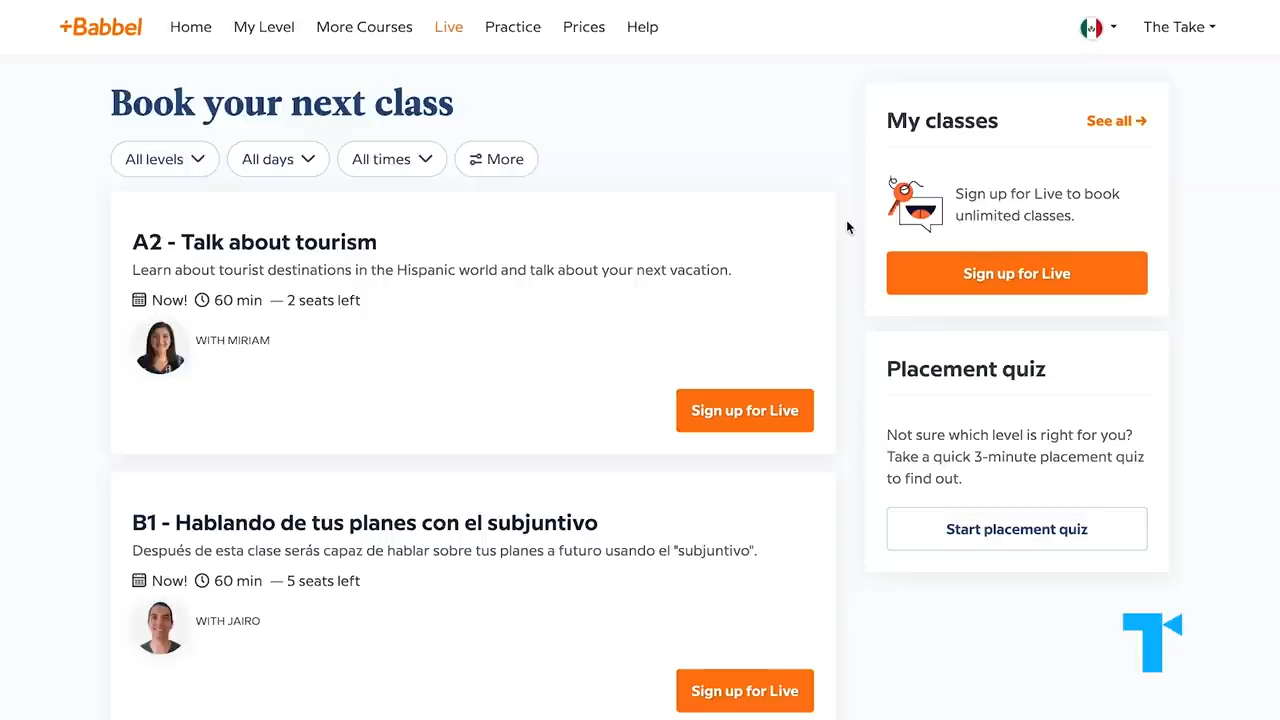 +Babbel Home My Level More Courses Live Practice Prices Help The Take
Book your next class
All levels All days All times More
A2 - Talk about tourism
Learn about tourist destinations in the Hispanic world and talk about your next vacation.
Now! 60 min — 2 seats left
WITH MIRIAM
Sign up for Live
B1 - Hablando de tus planes con el subjuntivo
Después de esta clase serás capaz de hablar sobre tus planes a futuro usando el "subjuntivo".
Now! 60 min — 5 seats left
WITH JAIRO
Sign up for Live
My classes See all →
Sign up for Live to book
unlimited classes.
Sign up for Live
Placement quiz
Not sure which level is right for you?
Take a quick 3-minute placement quiz
to find out.
Start placement quiz
T